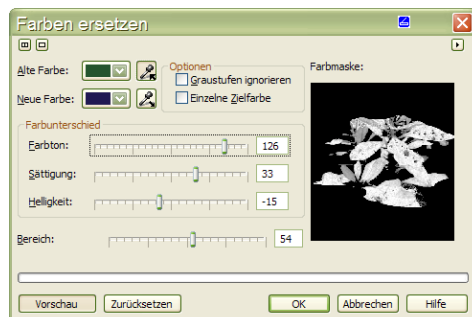 Farben ersetzen
Alte Farbe:
Neue Farbe:
Optionen
Graustufen ignorieren
Einzelne Zielfarbe
Farbmaske:
Farbunterschied
Farbton: 126
Sättigung: 33
Helligkeit: -15
Bereich: 54
Vorschau Zurücksetzen OK Abbrechen Hilfe